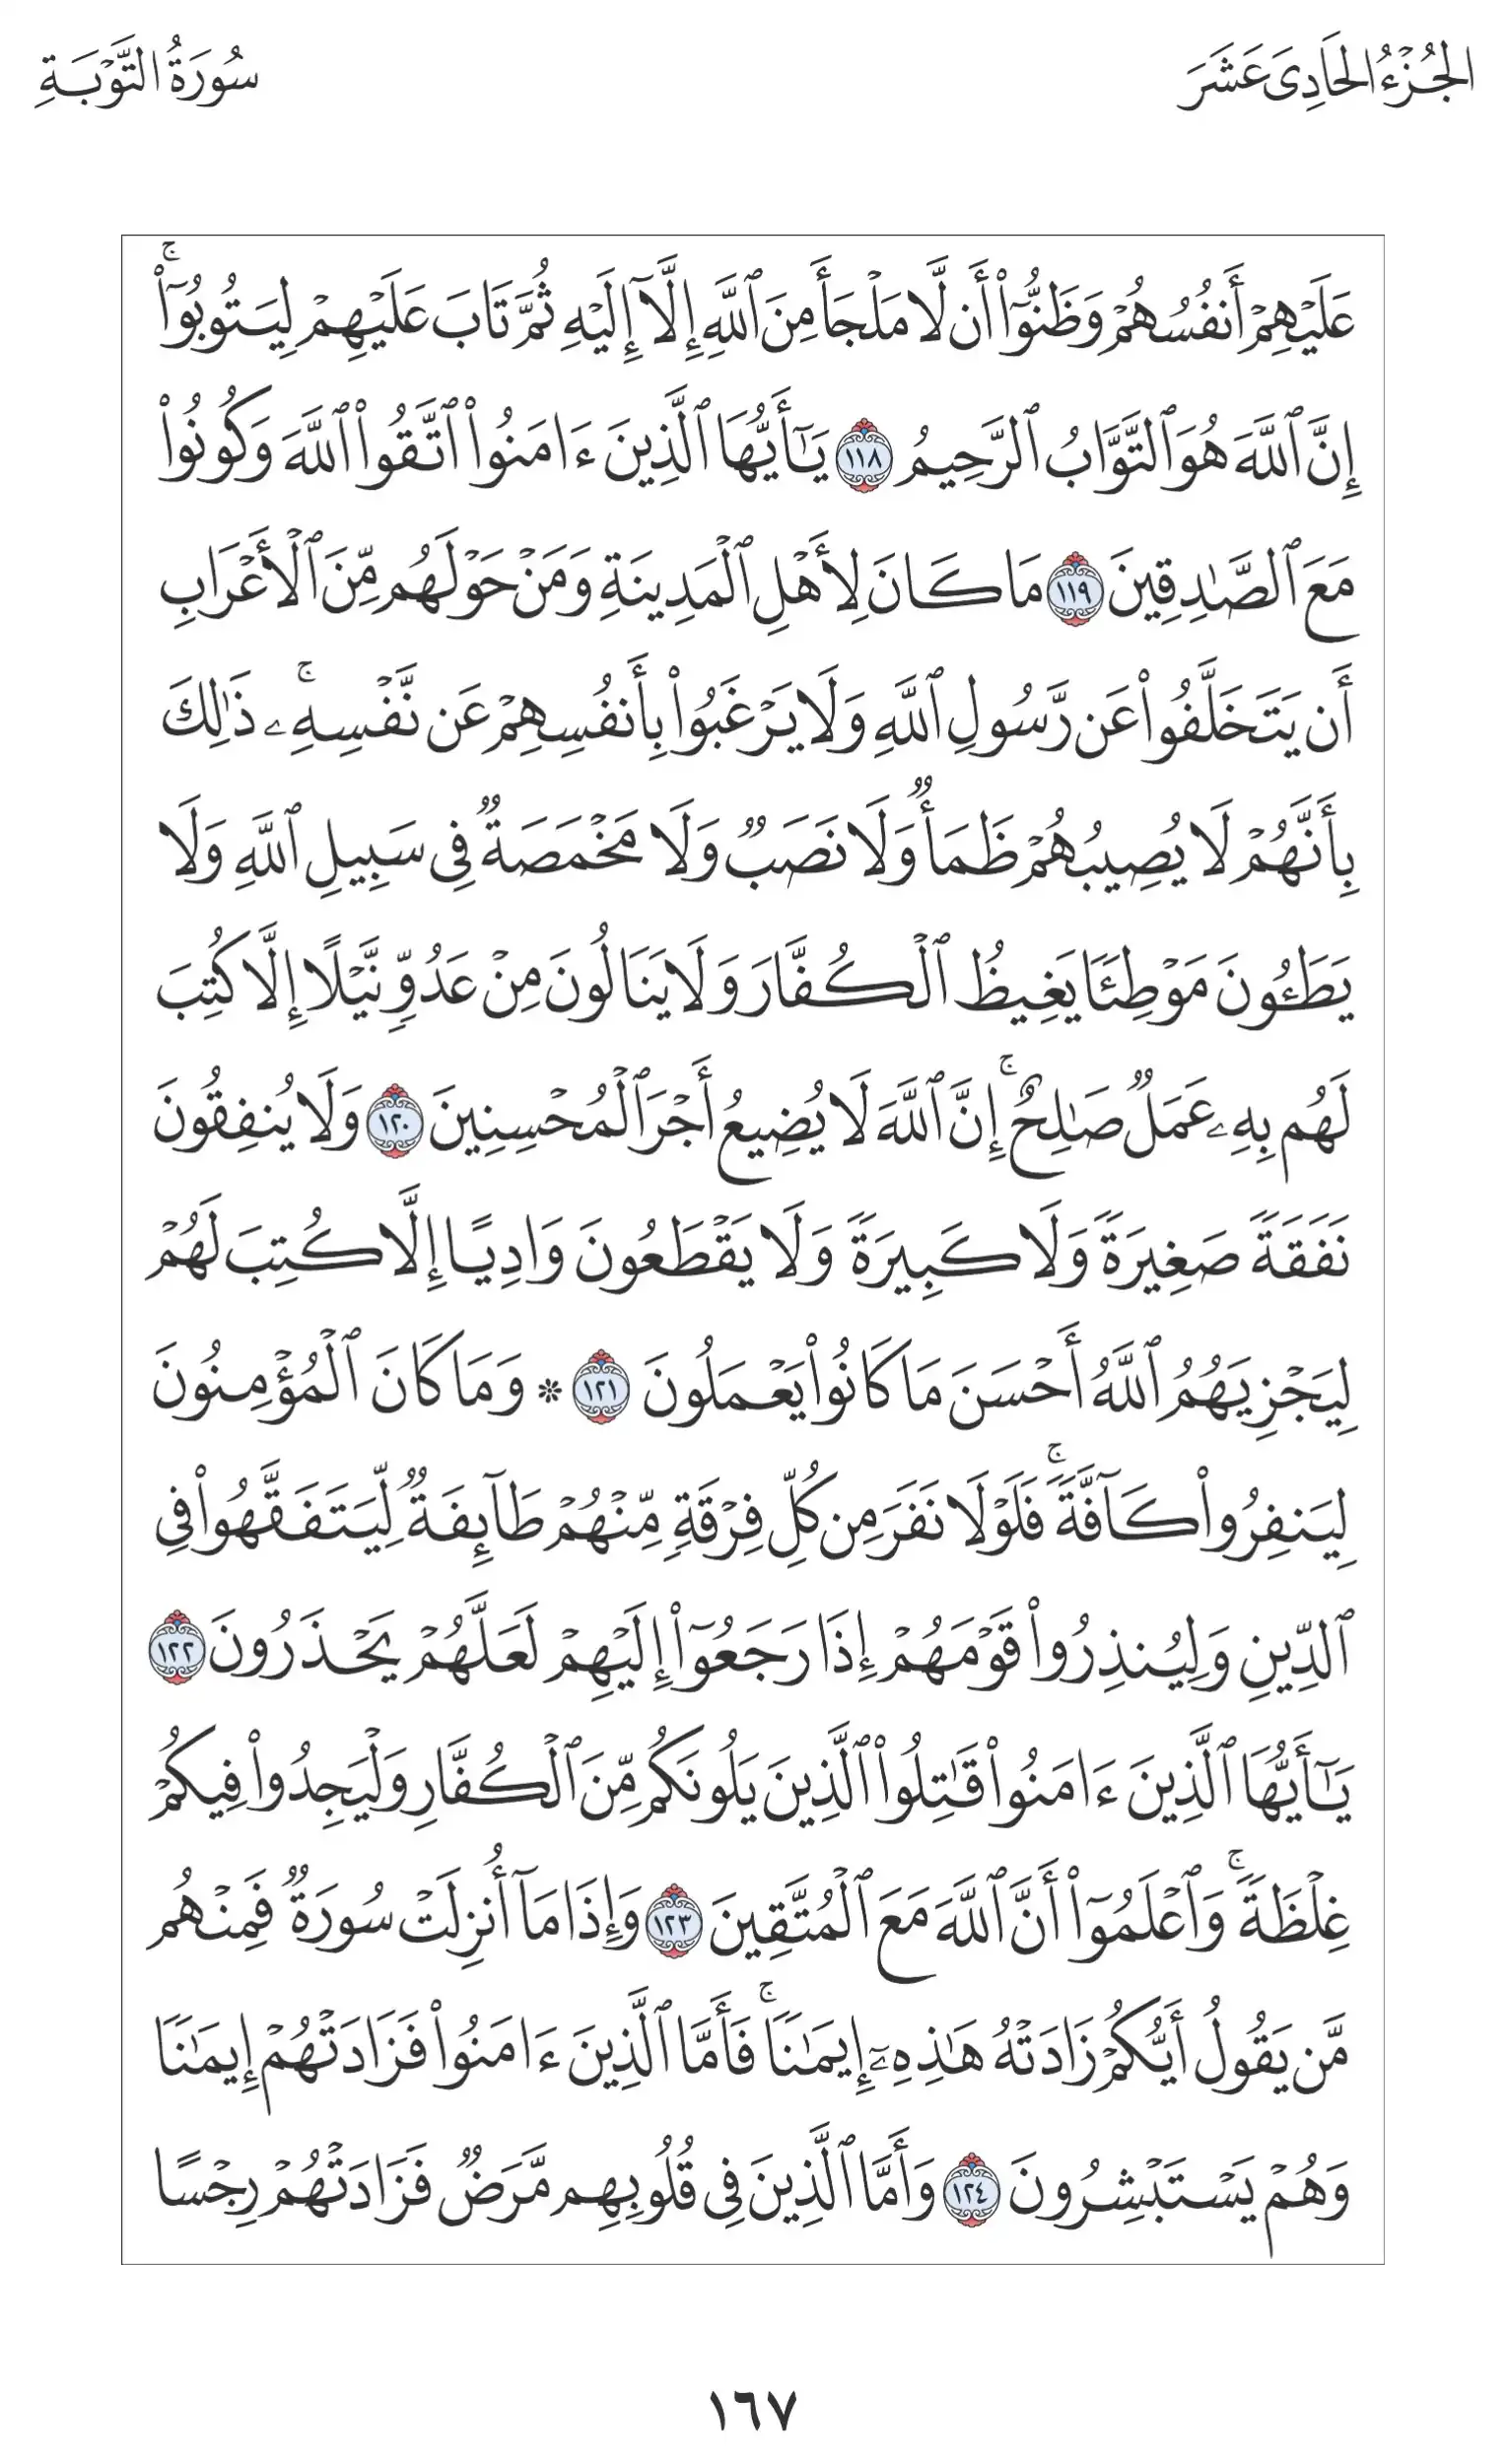 الجُزْءُ الحَادِىَ عَشَرَ
سُورَةُ التَّوۡبَةِ
عَلَيۡهِمۡ أَنفُسُهُمۡ وَظَنُّوٓاْ أَن لَّا مَلۡجَأَ مِنَ ٱللَّهِ إِلَّآ إِلَيۡهِ ثُمَّ تَابَ عَلَيۡهِمۡ لِيَتُوبُوٓاْۚ
إِنَّ ٱللَّهَ هُوَ ٱلتَّوَّابُ ٱلرَّحِيمُ ١١٨ يَٰٓأَيُّهَا ٱلَّذِينَ ءَامَنُواْ ٱتَّقُواْ ٱللَّهَ وَكُونُواْ
مَعَ ٱلصَّٰدِقِينَ ١١٩ مَا كَانَ لِأَهۡلِ ٱلۡمَدِينَةِ وَمَنۡ حَوۡلَهُم مِّنَ ٱلۡأَعۡرَابِ
أَن يَتَخَلَّفُواْ عَن رَّسُولِ ٱللَّهِ وَلَا يَرۡغَبُواْ بِأَنفُسِهِمۡ عَن نَّفۡسِهِۦۚ ذَٰلِكَ
بِأَنَّهُمۡ لَا يُصِيبُهُمۡ ظَمَأٞ وَلَا نَصَبٞ وَلَا مَخۡمَصَةٞ فِي سَبِيلِ ٱللَّهِ وَلَا
يَطَـُٔونَ مَوۡطِئٗا يَغِيظُ ٱلۡكُفَّارَ وَلَا يَنَالُونَ مِنۡ عَدُوّٖ نَّيۡلًا إِلَّا كُتِبَ
لَهُم بِهِۦ عَمَلٞ صَٰلِحٌۚ إِنَّ ٱللَّهَ لَا يُضِيعُ أَجۡرَ ٱلۡمُحۡسِنِينَ ١٢٠ وَلَا يُنفِقُونَ
نَفَقَةٗ صَغِيرَةٗ وَلَا كَبِيرَةٗ وَلَا يَقۡطَعُونَ وَادِيًا إِلَّا كُتِبَ لَهُمۡ
لِيَجۡزِيَهُمُ ٱللَّهُ أَحۡسَنَ مَا كَانُواْ يَعۡمَلُونَ ١٢١ ۞ وَمَا كَانَ ٱلۡمُؤۡمِنُونَ
لِيَنفِرُواْ كَآفَّةٗۚ فَلَوۡلَا نَفَرَ مِن كُلِّ فِرۡقَةٖ مِّنۡهُمۡ طَآئِفَةٞ لِّيَتَفَقَّهُواْ فِي
ٱلدِّينِ وَلِيُنذِرُواْ قَوۡمَهُمۡ إِذَا رَجَعُوٓاْ إِلَيۡهِمۡ لَعَلَّهُمۡ يَحۡذَرُونَ ١٢٢
يَٰٓأَيُّهَا ٱلَّذِينَ ءَامَنُواْ قَٰتِلُواْ ٱلَّذِينَ يَلُونَكُم مِّنَ ٱلۡكُفَّارِ وَلۡيَجِدُواْ فِيكُمۡ
غِلۡظَةٗۚ وَٱعۡلَمُوٓاْ أَنَّ ٱللَّهَ مَعَ ٱلۡمُتَّقِينَ ١٢٣ وَإِذَا مَآ أُنزِلَتۡ سُورَةٞ فَمِنۡهُم
مَّن يَقُولُ أَيُّكُمۡ زَادَتۡهُ هَٰذِهِۦٓ إِيمَٰنٗاۚ فَأَمَّا ٱلَّذِينَ ءَامَنُواْ فَزَادَتۡهُمۡ إِيمَٰنٗا
وَهُمۡ يَسۡتَبۡشِرُونَ ١٢٤ وَأَمَّا ٱلَّذِينَ فِي قُلُوبِهِم مَّرَضٞ فَزَادَتۡهُمۡ رِجۡسًا
١٦٧